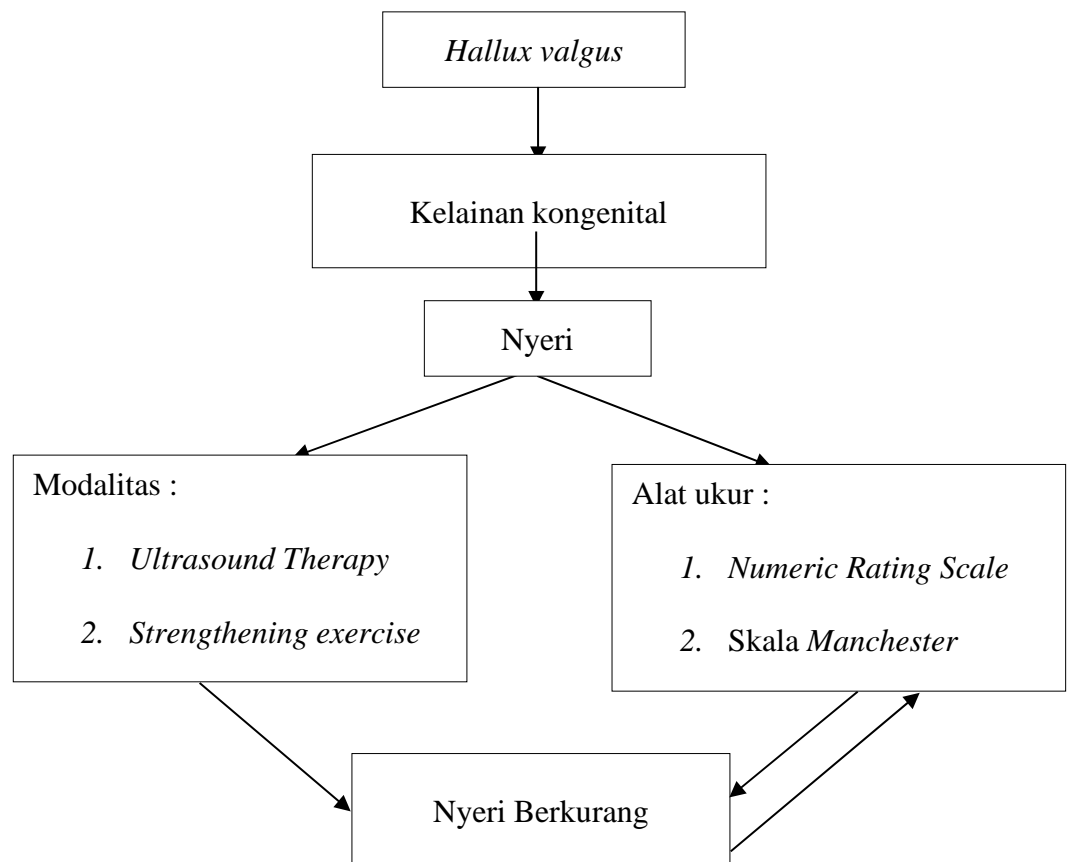 Hallux valgus
Kelainan kongenital
Nyeri
Modalitas :
1. Ultrasound Therapy
2. Strengthening exercise
Alat ukur :
1. Numeric Rating Scale
2. Skala Manchester
Nyeri Berkurang